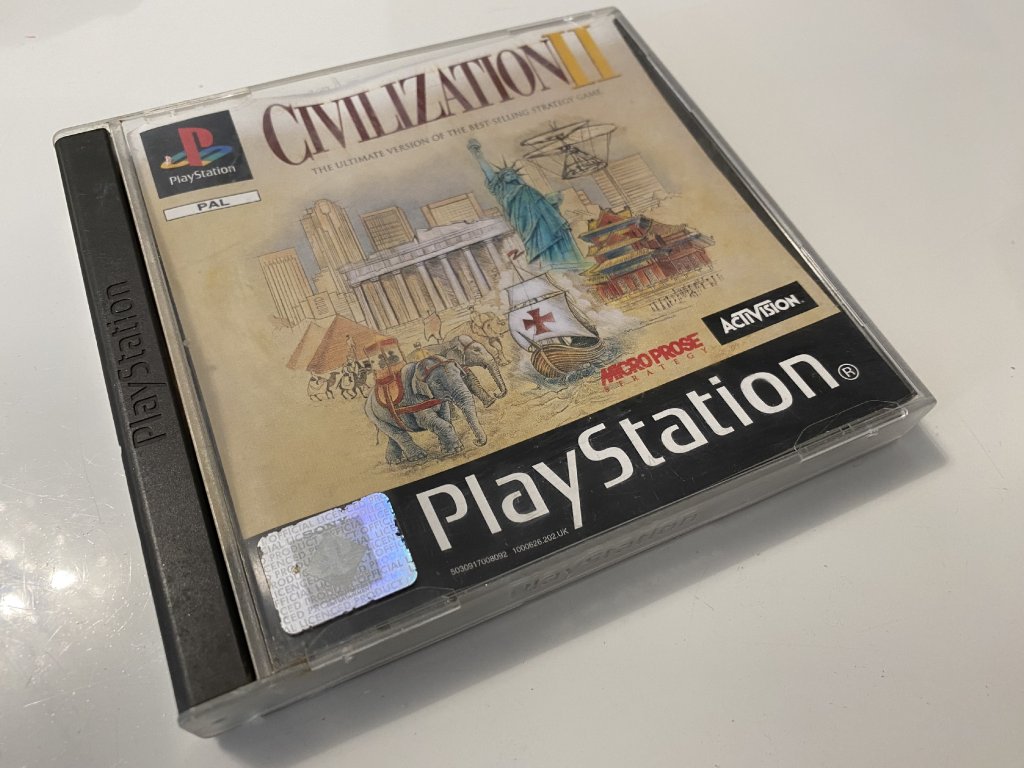 CIVILIZATION II
THE ULTIMATE VERSION OF THE BEST-SELLING STRATEGY GAME
PlayStation
PAL
PlayStation
ACTIVISION
MICROPROSE
STRATEGY
PlayStation®
5030917008092 1000626.202.UK
PlayStation